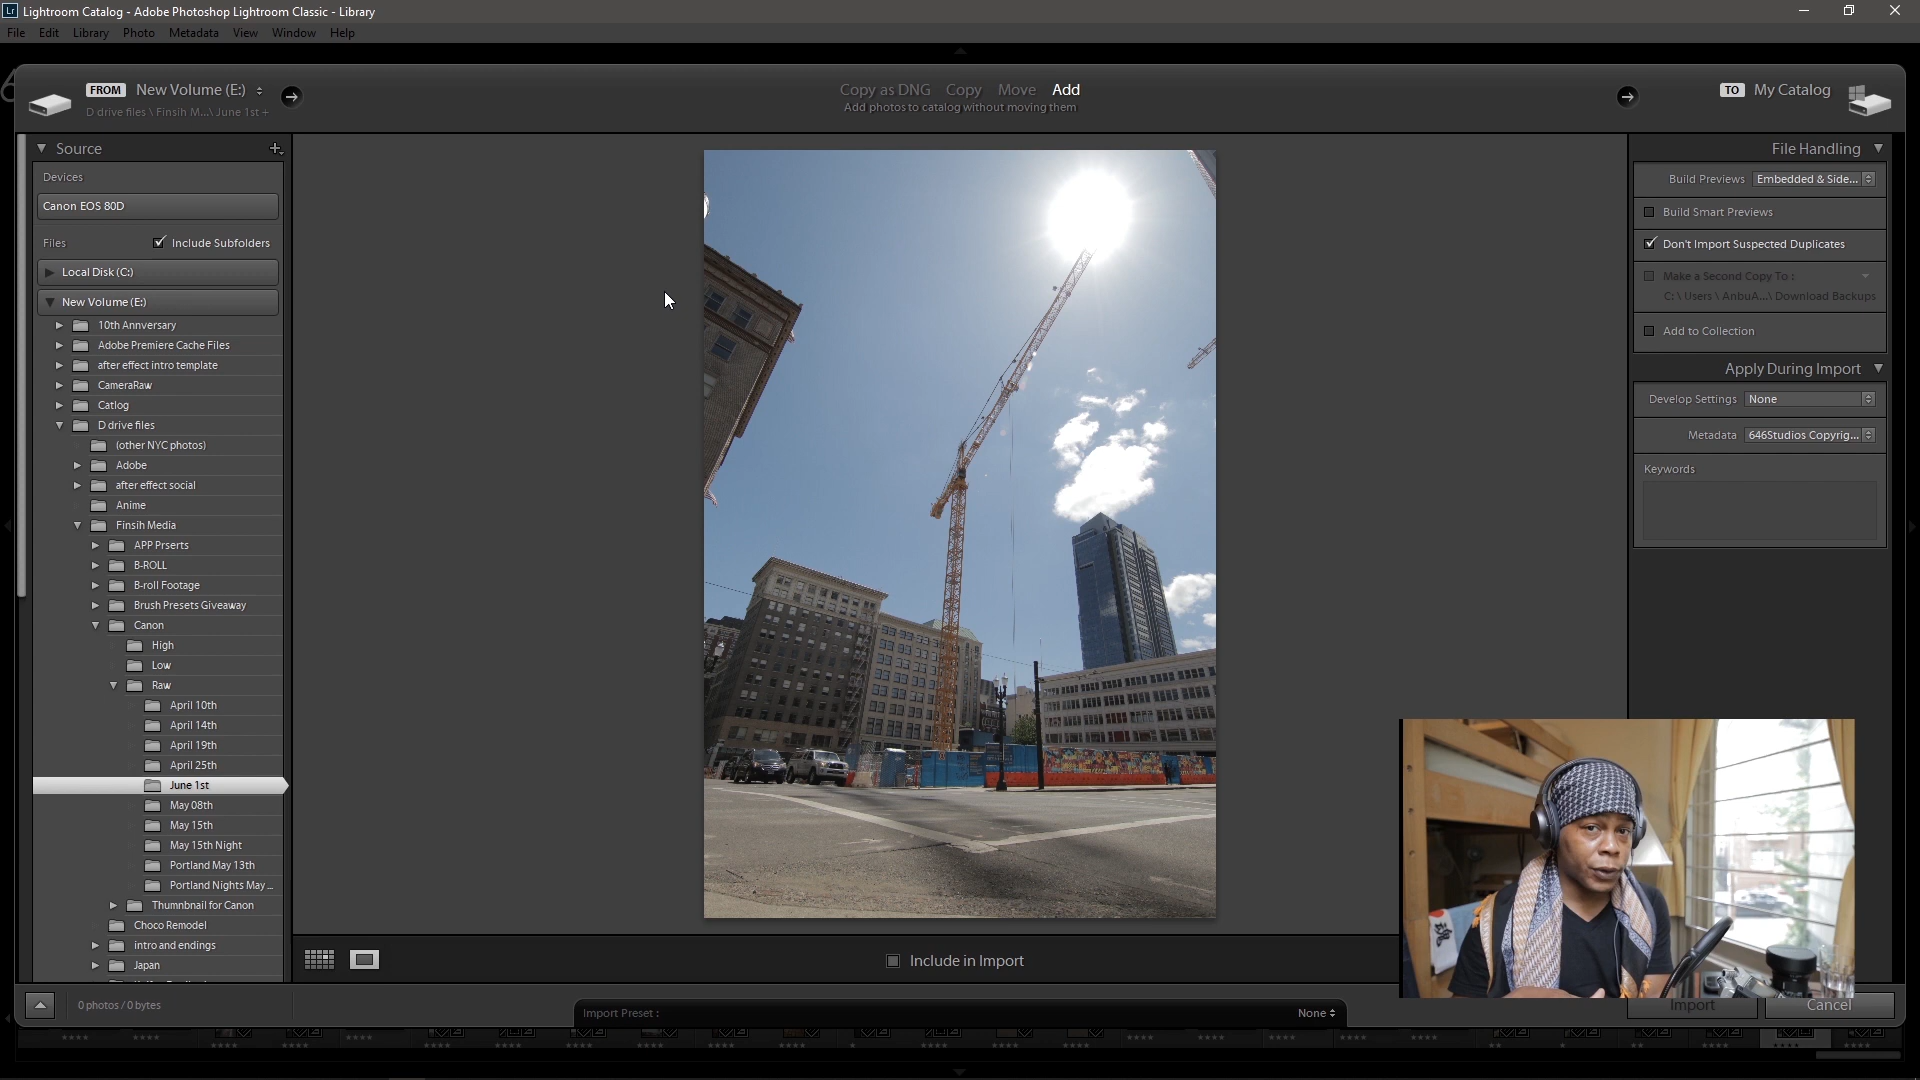 Lr Lightroom Catalog - Adobe Photoshop Lightroom Classic - Library
File Edit Library Photo Metadata View Window Help
FROM New Volume (E:)
D drive files \ Finsih M...\ June 1st +
Copy as DNG Copy Move Add
Add photos to catalog without moving them
TO My Catalog
Source
Devices
Canon EOS 80D
Files Include Subfolders
Local Disk (C:)
New Volume (E:)
10th Annversary
Adobe Premiere Cache Files
after effect intro template
CameraRaw
Catlog
D drive files
(other NYC photos)
Adobe
after effect social
Anime
Finsih Media
APP Prserts
B-ROLL
B-roll Footage
Brush Presets Giveaway
Canon
High
Low
Raw
April 10th
April 14th
April 19th
April 25th
June 1st
May 08th
May 15th
May 15th Night
Portland May 13th
Portland Nights May ...
Thumnbnail for Canon
Choco Remodel
intro and endings
Japan
File Handling
Build Previews Embedded & Side...
Build Smart Previews
Don't Import Suspected Duplicates
Make a Second Copy To :
C: \ Users \ AnbuA...\ Download Backups
Add to Collection
Apply During Import
Develop Settings None
Metadata 646Studios Copyrig...
Keywords
Include in Import
0 photos / 0 bytes
Import Preset : None
Import Cancel